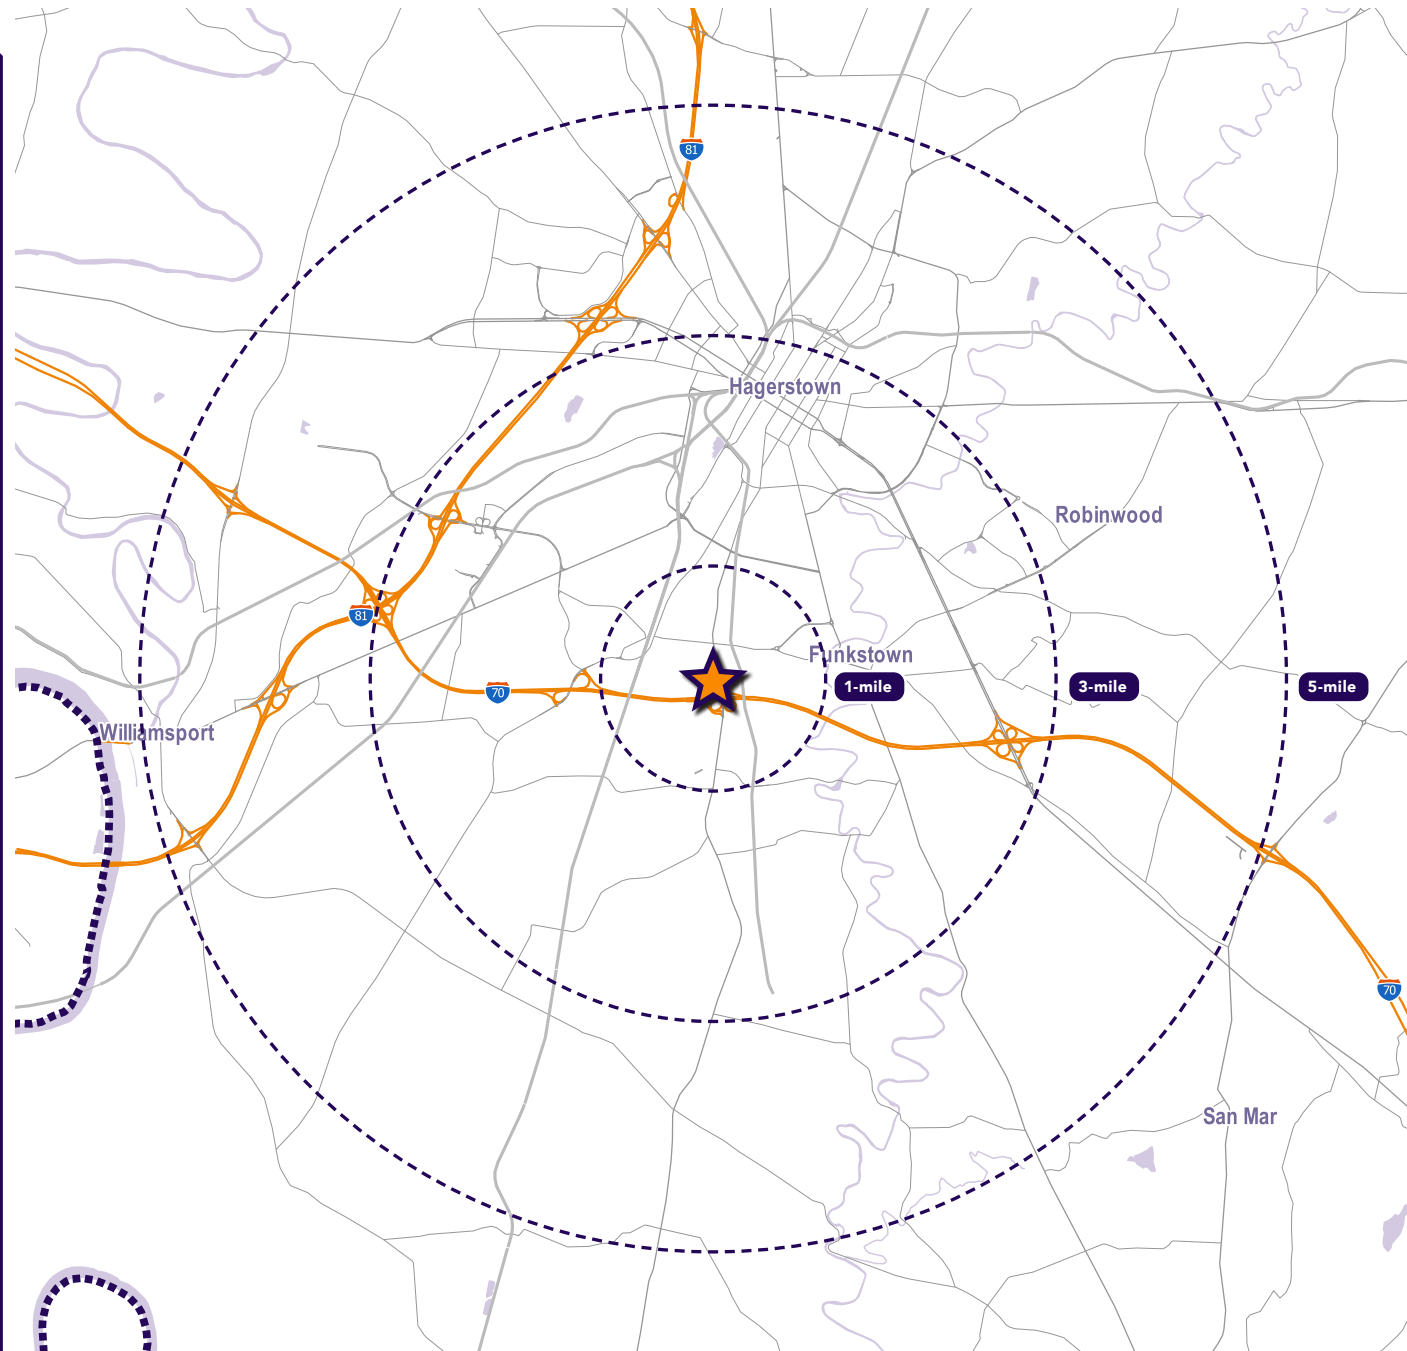 81
Hagerstown
Robinwood
81
Funkstown
1-mile
3-mile
5-mile
70
Williamsport
70
San Mar